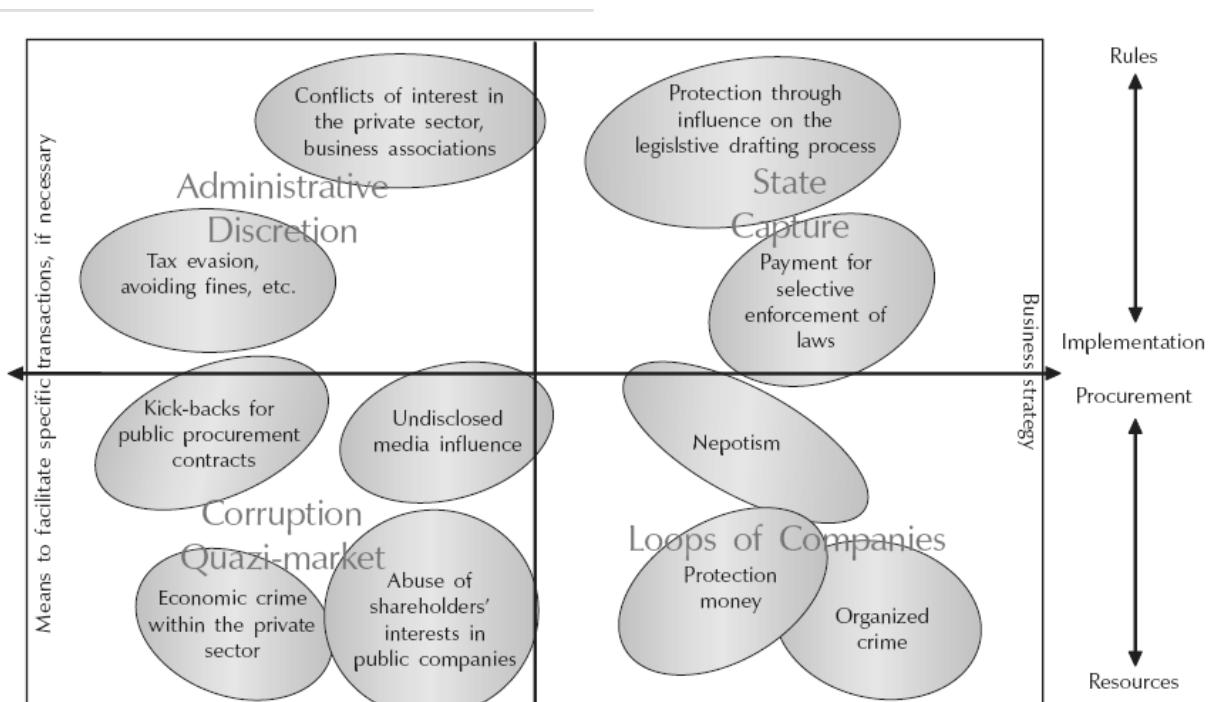 Rules
Conflicts of interest in
the private sector,
business associations
Protection through
influence on the
legislstive drafting process
Administrative
Discretion
State
Capture
Tax evasion,
avoiding fines, etc.
Payment for
selective
enforcement of
laws
Means to facilitate specific transactions, if necessary
Business strategy
Implementation
Procurement
Kick-backs for
public procurement
contracts
Undisclosed
media influence
Nepotism
Corruption
Quazi-market
Loops of Companies
Economic crime
within the private
sector
Abuse of
shareholders’
interests in
public companies
Protection
money
Organized
crime
Resources